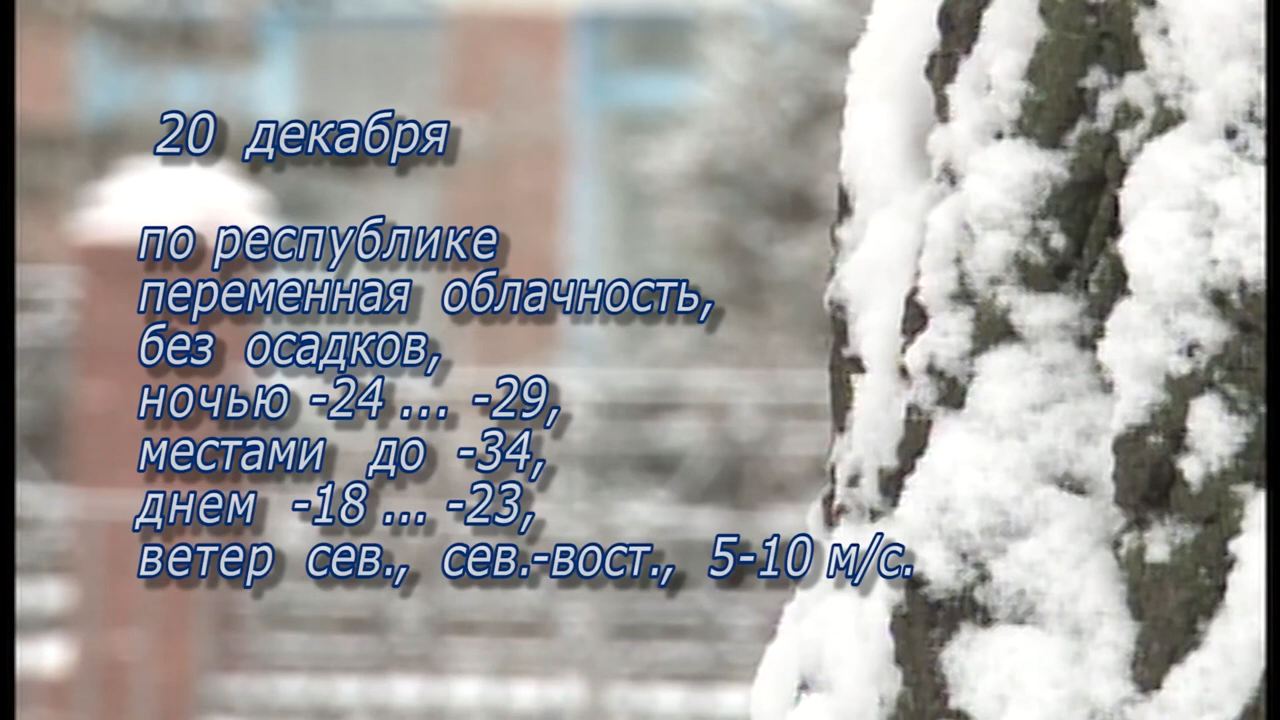 20 декабря
по республике
переменная облачность,
без осадков,
ночью -24 ... -29,
местами до -34,
днем -18 ... -23,
ветер сев., сев.-вост., 5-10 м/с.